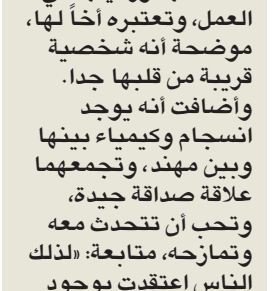 العمل، وتعتبره أخاً لها،
موضحة أنه شخصية
قريبة من قلبها جدا.
وأضافت أنه يوجد
انسجام وكيمياء بينها
وبين مهند، وتجمعهما
علاقة صداقة جيدة،
وتحب أن تتحدث معه
وتمازحه، متابعة: «لذلك
الناس اعتقدت بوجود